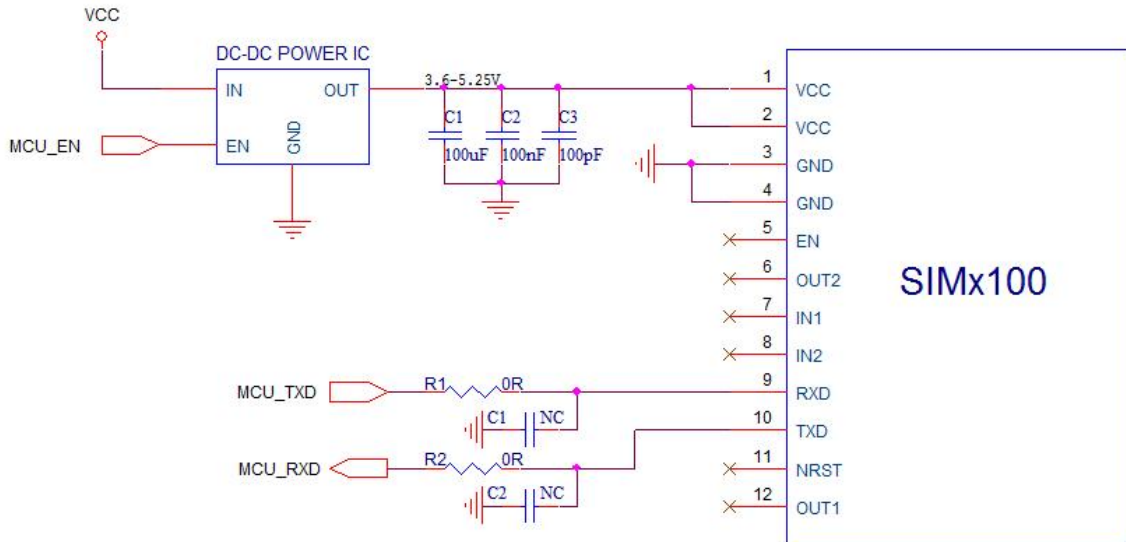 VCC
DC-DC POWER IC
IN
OUT
EN
GND
MCU_EN
3.6-5.25V
C1
100uF
C2
100nF
C3
100pF
1
VCC
2
VCC
3
GND
4
GND
5
EN
6
OUT2
7
IN1
8
IN2
9
RXD
10
TXD
11
NRST
12
OUT1
SIMx100
MCU_TXD
R1
0R
C1
NC
MCU_RXD
R2
0R
C2
NC